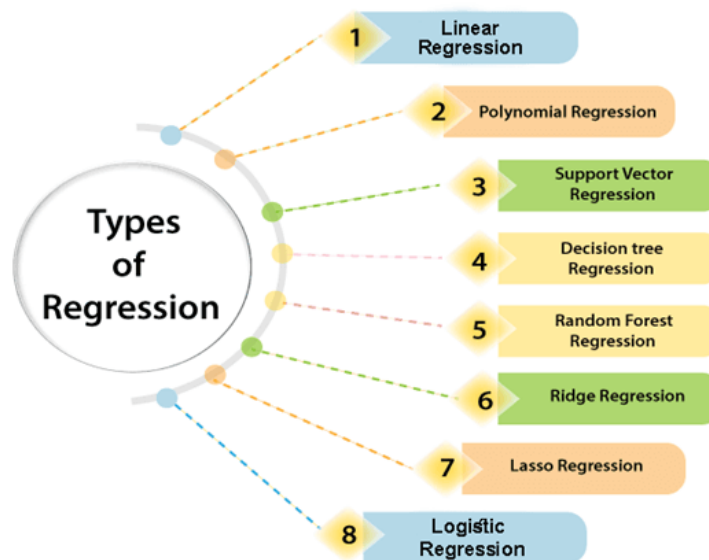 Types
of
Regression
1
Linear
Regression
2
Polynomial Regression
3
Support Vector
Regression
4
Decision tree
Regression
5
Random Forest
Regression
6
Ridge Regression
7
Lasso Regression
8
Logistic
Regression